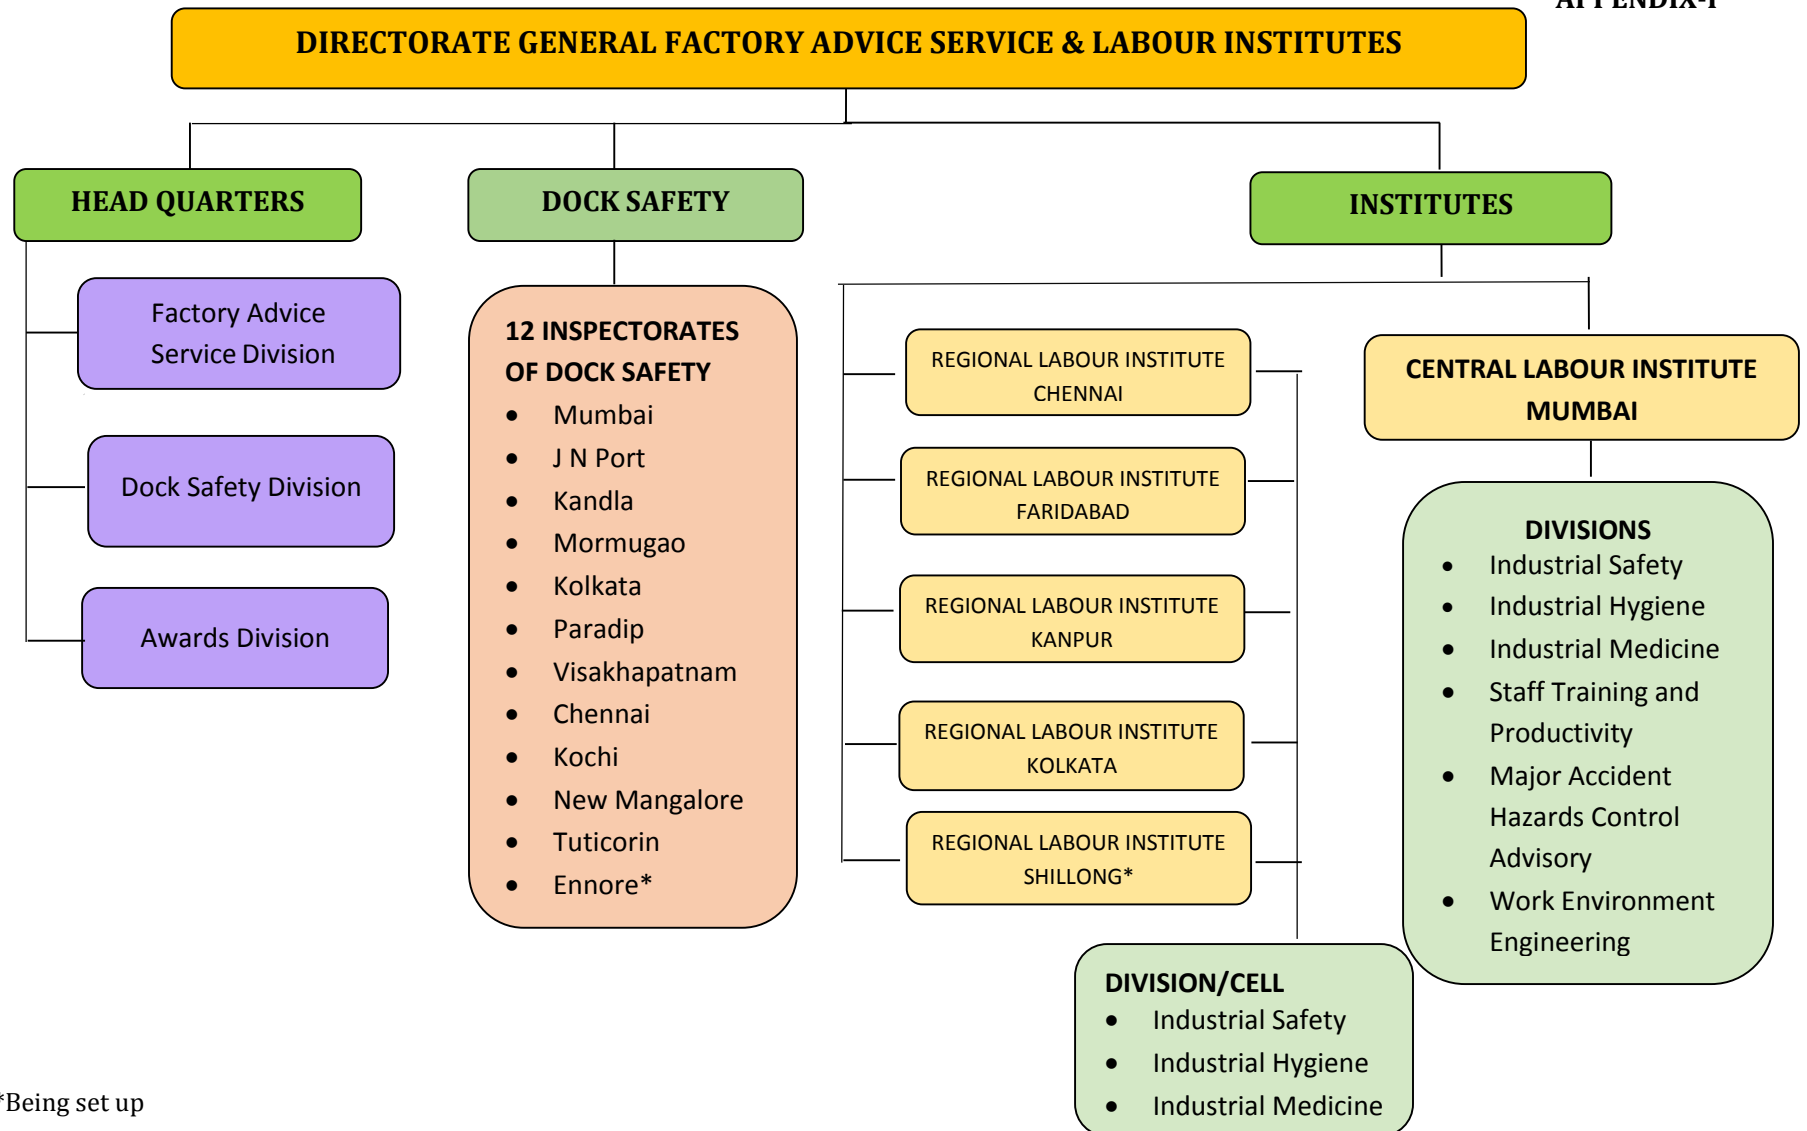 APPENDIX-I
DIRECTORATE GENERAL FACTORY ADVICE SERVICE & LABOUR INSTITUTES
HEAD QUARTERS
DOCK SAFETY
INSTITUTES
Factory Advice
Service Division
Dock Safety Division
Awards Division
12 INSPECTORATES
OF DOCK SAFETY
• Mumbai
• J N Port
• Kandla
• Mormugao
• Kolkata
• Paradip
• Visakhapatnam
• Chennai
• Kochi
• New Mangalore
• Tuticorin
• Ennore*
REGIONAL LABOUR INSTITUTE
CHENNAI
REGIONAL LABOUR INSTITUTE
FARIDABAD
REGIONAL LABOUR INSTITUTE
KANPUR
REGIONAL LABOUR INSTITUTE
KOLKATA
REGIONAL LABOUR INSTITUTE
SHILLONG*
CENTRAL LABOUR INSTITUTE
MUMBAI
DIVISIONS
• Industrial Safety
• Industrial Hygiene
• Industrial Medicine
• Staff Training and
Productivity
• Major Accident
Hazards Control
Advisory
• Work Environment
Engineering
DIVISION/CELL
• Industrial Safety
• Industrial Hygiene
• Industrial Medicine
*Being set up